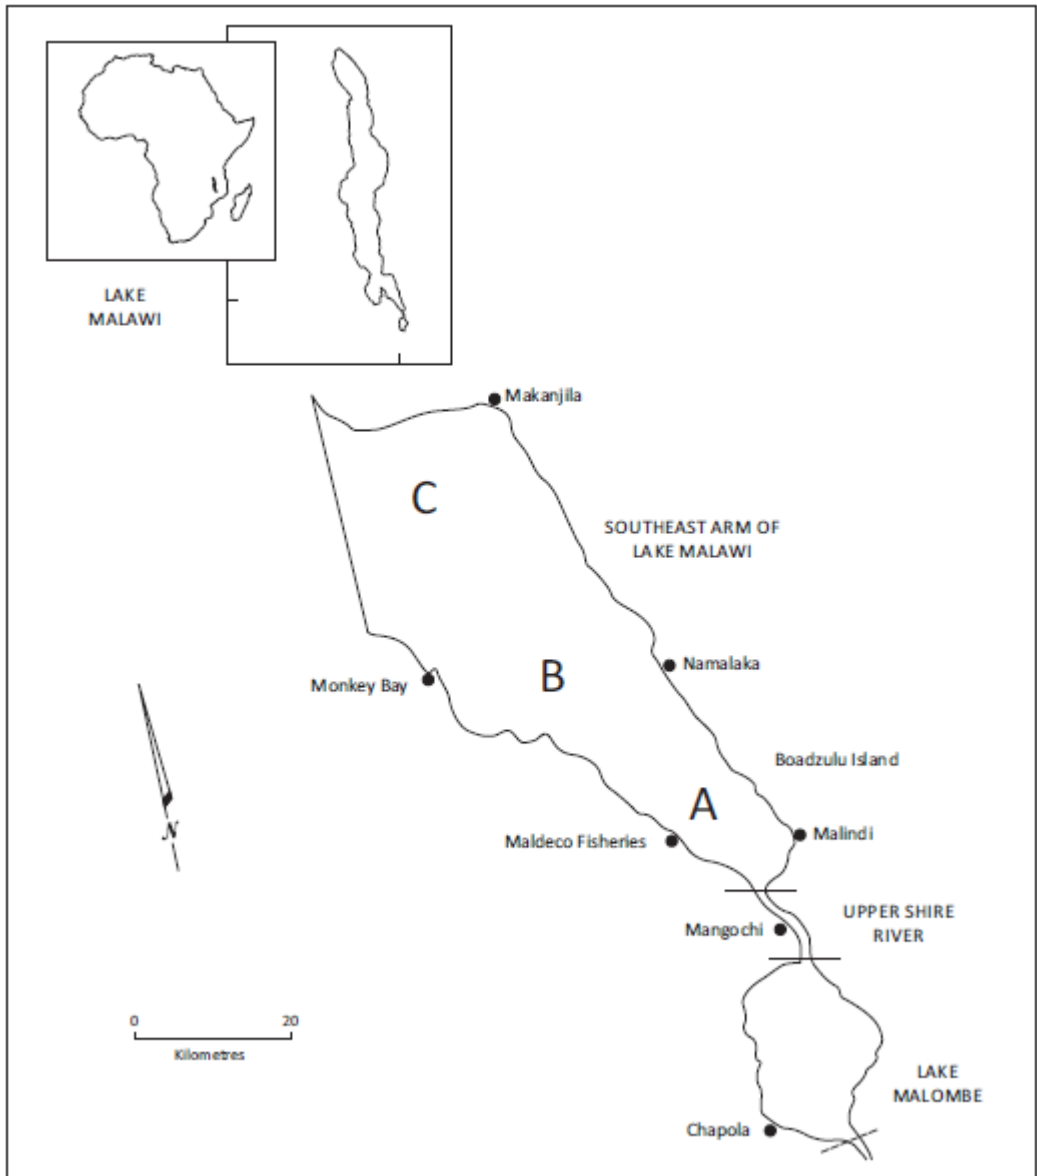 LAKE
MALAWI
Makanjila
C
SOUTHEAST ARM OF
LAKE MALAWI
Namalaka
B
Monkey Bay
Boadzulu Island
A
Malindi
Maldeco Fisheries
N
UPPER SHIRE
RIVER
Mangochi
0 20
Kilometres
LAKE
MALOMBE
Chapola